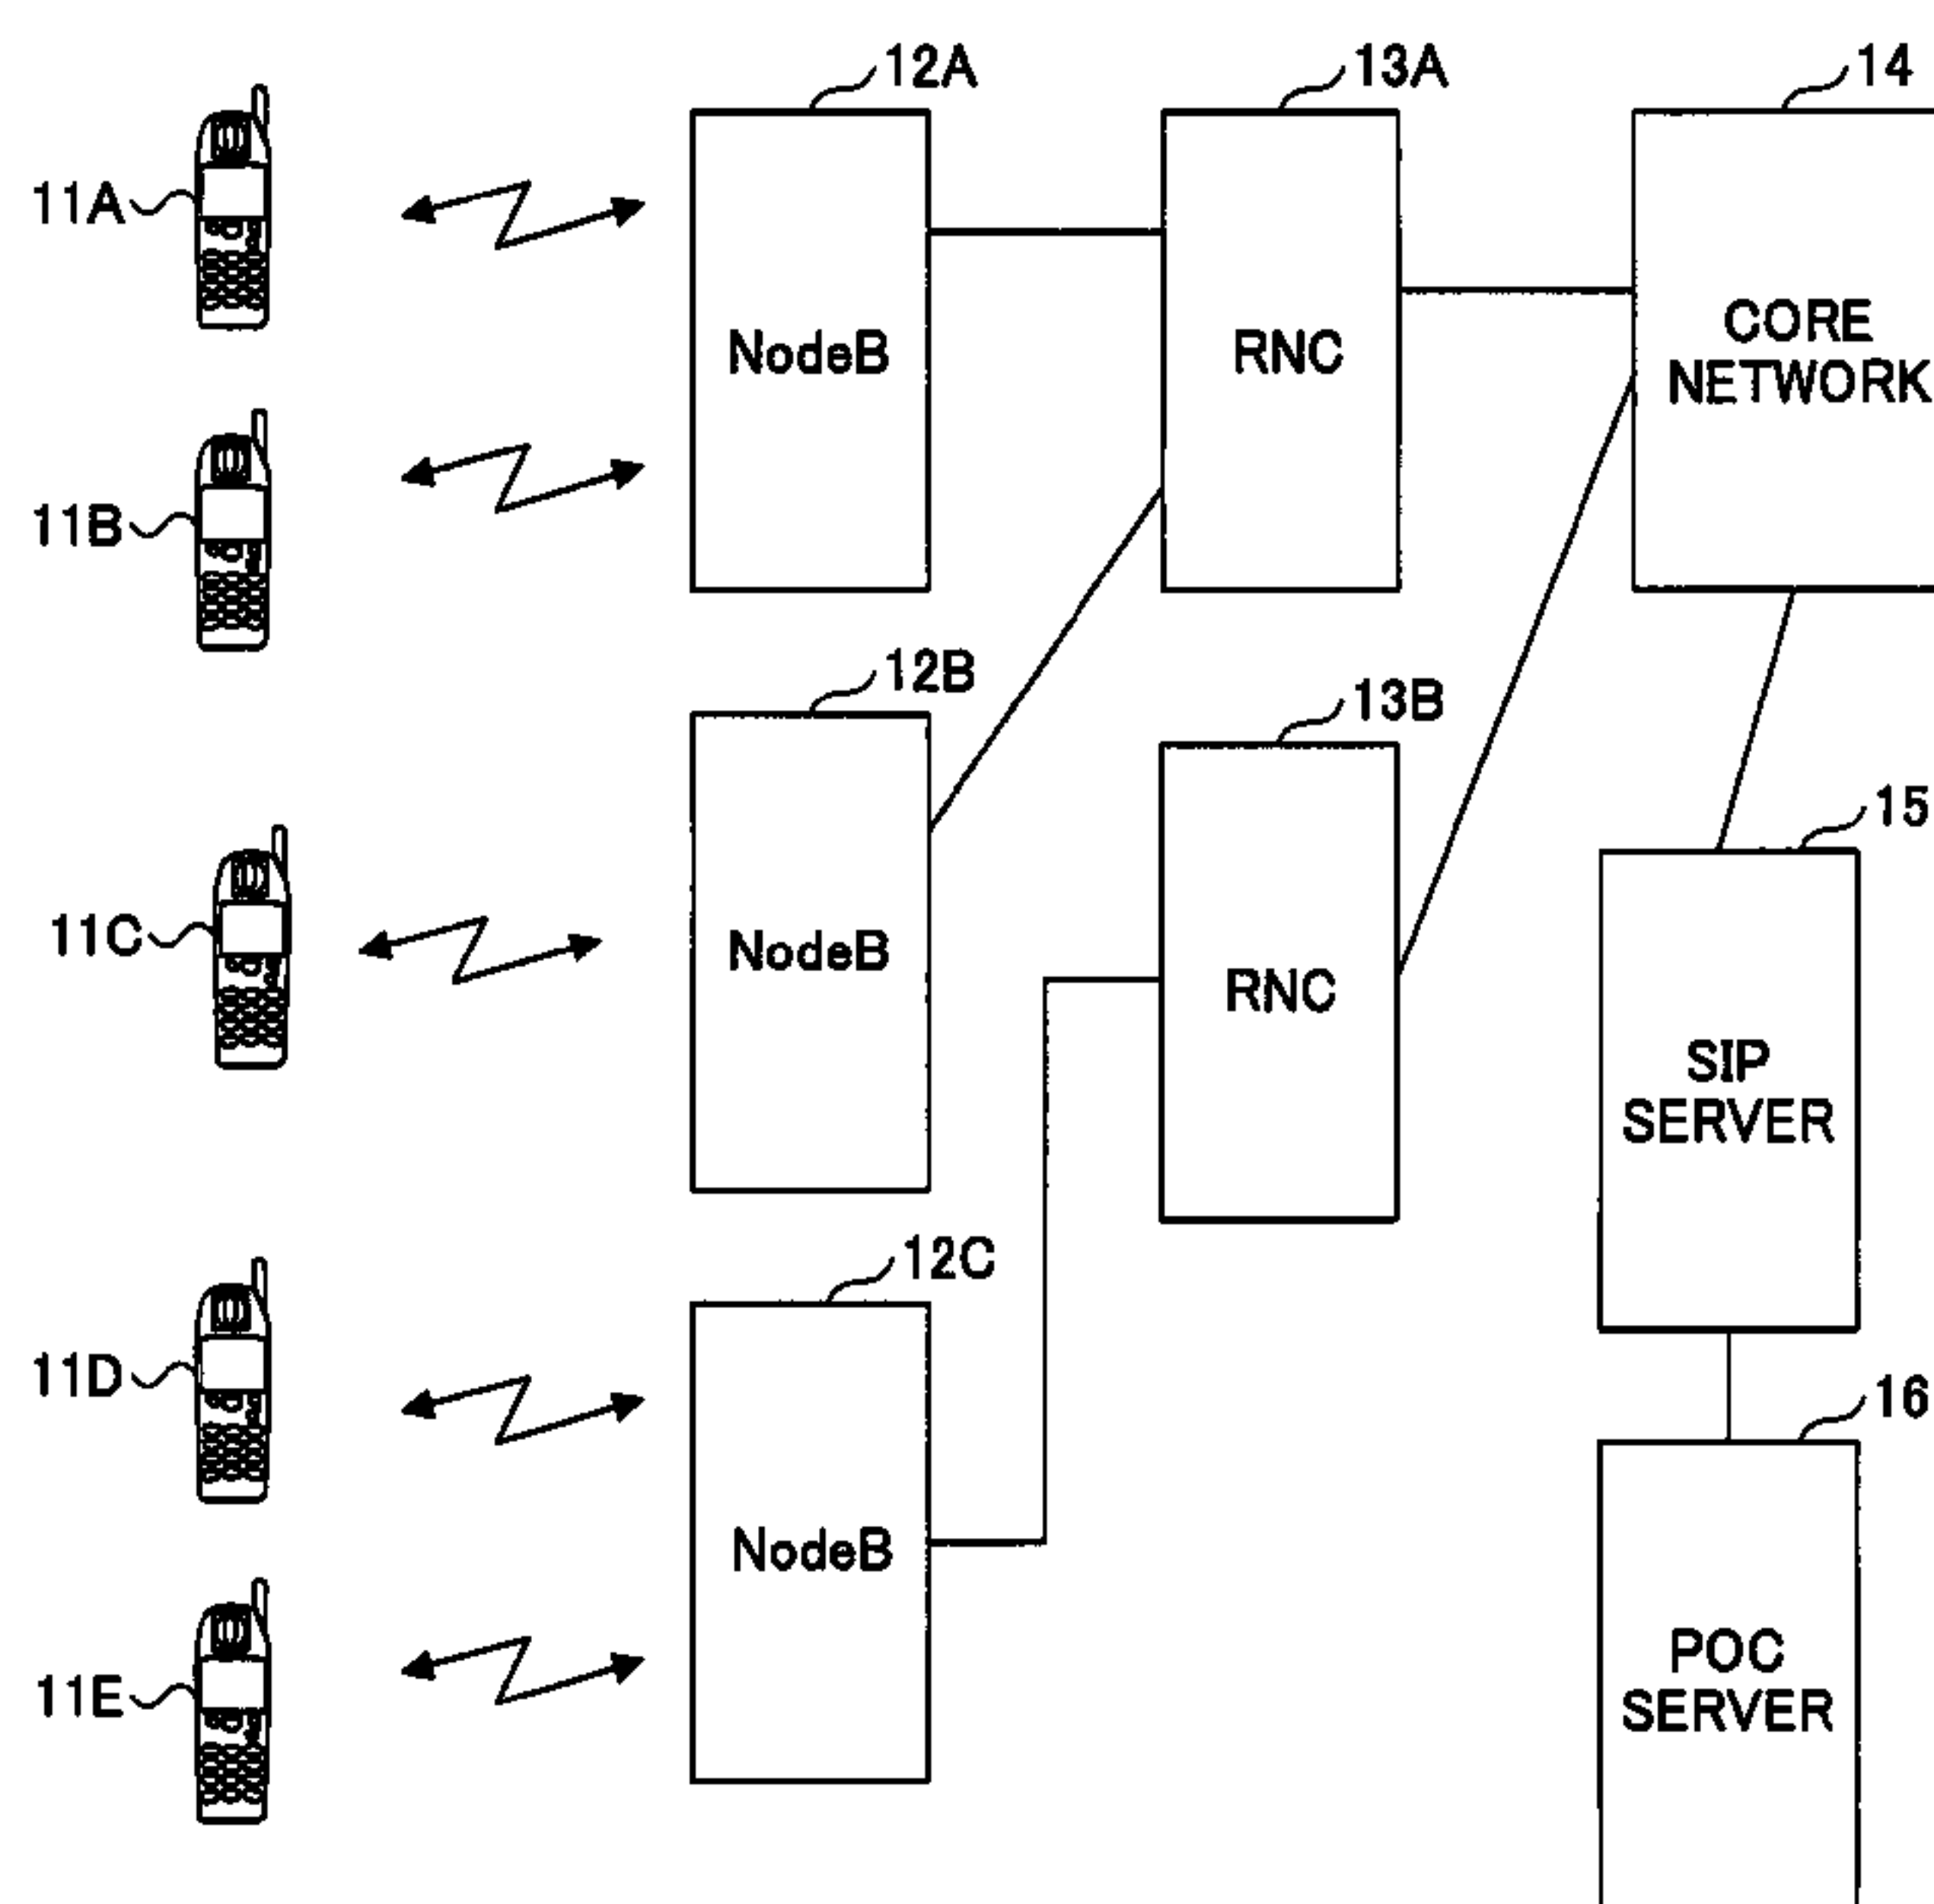 12A
13A
14
11A
NodeB
RNC
CORE
NETWORK
11B
12B
13B
15
11C
NodeB
RNC
SIP
SERVER
12C
11D
16
NodeB
11E
POC
SERVER